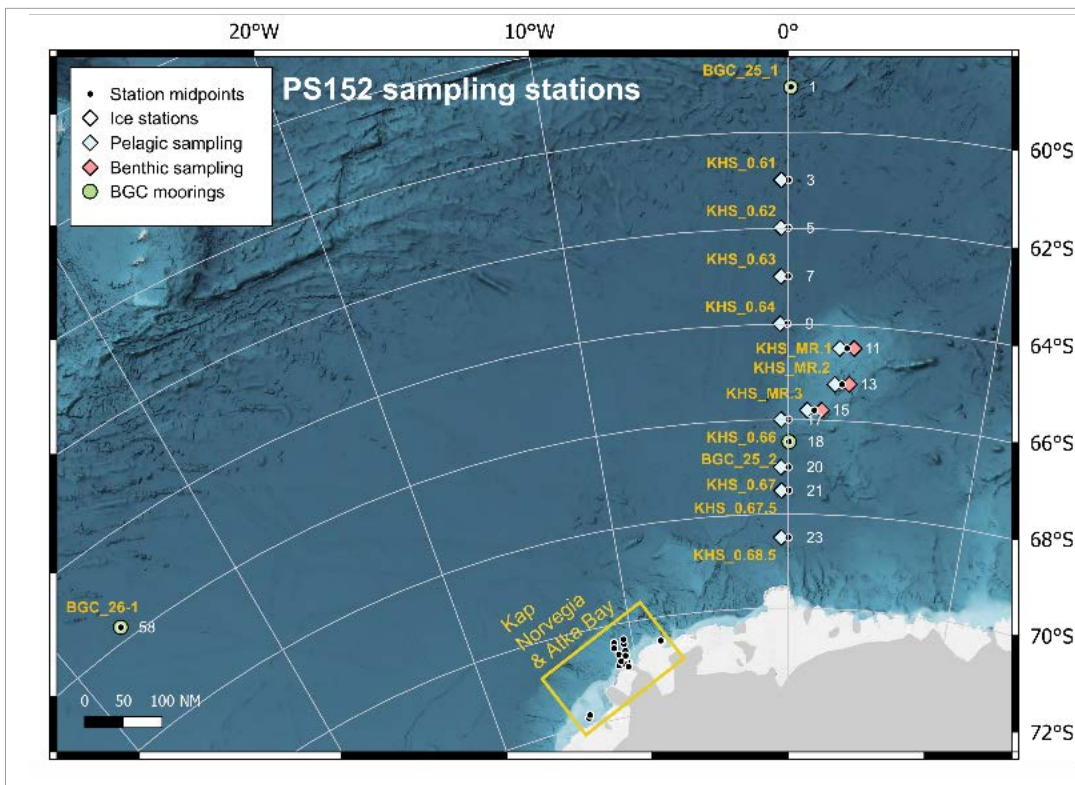 20°W 10°W 0°
PS152 sampling stations
Station midpoints
Ice stations
Pelagic sampling
Benthic sampling
BGC moorings
BGC_25_1
1
60°S
KHS_0.61
3
KHS_0.62
5
62°S
KHS_0.63
7
KHS_0.64
9
64°S
KHS_MR.1
11
KHS_MR.2
13
KHS_MR.3
15
17
KHS_0.66
18
66°S
BGC_25_2
20
KHS_0.67
21
KHS_0.67.5
23
68°S
KHS_0.68.5
BGC_26-1
58
Kap
Norvegia
& Atka-Bay
70°S
0 50 100 NM
72°S